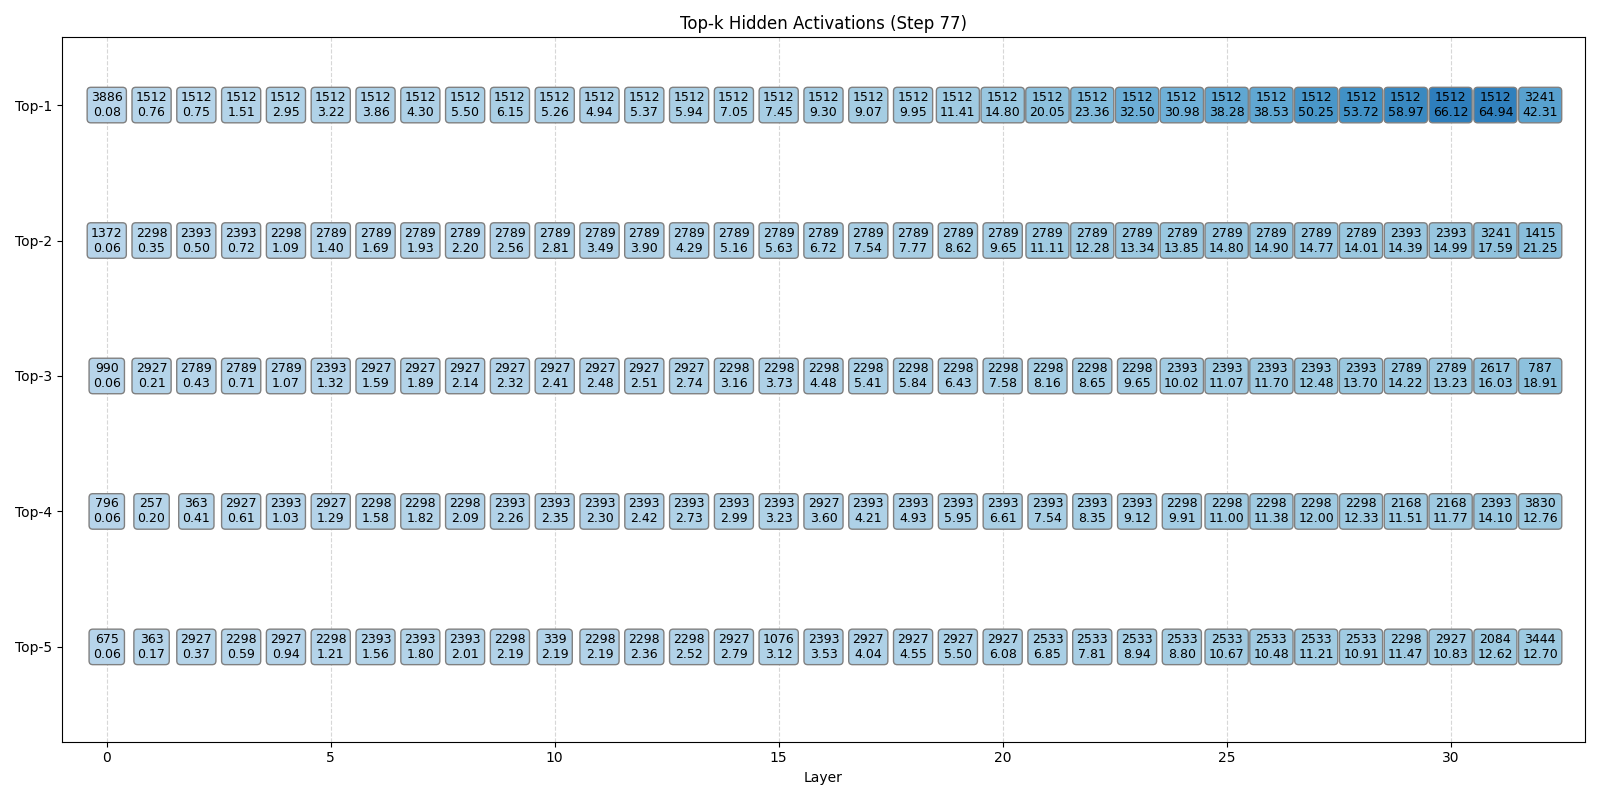 Top-k Hidden Activations (Step 77)
Top-1
3886 1512 1512 1512 1512 1512 1512 1512 1512 1512 1512 1512 1512 1512 1512 1512 1512 1512 1512 1512 1512 1512 1512 1512 1512 1512 1512 1512 1512 1512 1512 1512 3241
0.08 0.76 0.75 1.51 2.95 3.22 3.86 4.30 5.50 6.15 5.26 4.94 5.37 5.94 7.05 7.45 9.30 9.07 9.95 11.41 14.80 20.05 23.36 32.50 30.98 38.28 38.53 50.25 53.72 58.97 66.12 64.94 42.31
Top-2
1372 2298 2393 2393 2298 2789 2789 2789 2789 2789 2789 2789 2789 2789 2789 2789 2789 2789 2789 2789 2789 2789 2789 2789 2789 2789 2789 2789 2789 2393 2393 3241 1415
0.06 0.35 0.50 0.72 1.09 1.40 1.69 1.93 2.20 2.56 2.81 3.49 3.90 4.29 5.16 5.63 6.72 7.54 7.77 8.62 9.65 11.11 12.28 13.34 13.85 14.80 14.90 14.77 14.01 14.39 14.99 17.59 21.25
Top-3
990 2927 2789 2789 2789 2393 2927 2927 2927 2927 2927 2927 2927 2927 2298 2298 2298 2298 2298 2298 2298 2298 2298 2298 2393 2393 2393 2393 2393 2789 2789 2617 787
0.06 0.21 0.43 0.71 1.07 1.32 1.59 1.89 2.14 2.32 2.41 2.48 2.51 2.74 3.16 3.73 4.48 5.41 5.84 6.43 7.58 8.16 8.65 9.65 10.02 11.07 11.70 12.48 13.70 14.22 13.23 16.03 18.91
Top-4
796 257 363 2927 2393 2927 2298 2298 2298 2393 2393 2393 2393 2393 2393 2393 2927 2393 2393 2393 2393 2393 2393 2393 2298 2298 2298 2298 2298 2168 2168 2393 3830
0.06 0.20 0.41 0.61 1.03 1.29 1.58 1.82 2.09 2.26 2.35 2.30 2.42 2.73 2.99 3.23 3.60 4.21 4.93 5.95 6.61 7.54 8.35 9.12 9.91 11.00 11.38 12.00 12.33 11.51 11.77 14.10 12.76
Top-5
675 363 2927 2298 2927 2298 2393 2393 2393 2298 339 2298 2298 2298 2927 1076 2393 2927 2927 2927 2927 2533 2533 2533 2533 2533 2533 2533 2533 2298 2927 2084 3444
0.06 0.17 0.37 0.59 0.94 1.21 1.56 1.80 2.01 2.19 2.19 2.19 2.36 2.52 2.79 3.12 3.53 4.04 4.55 5.50 6.08 6.85 7.81 8.94 8.80 10.67 10.48 11.21 10.91 11.47 10.83 12.62 12.70
0 5 10 15 20 25 30
Layer